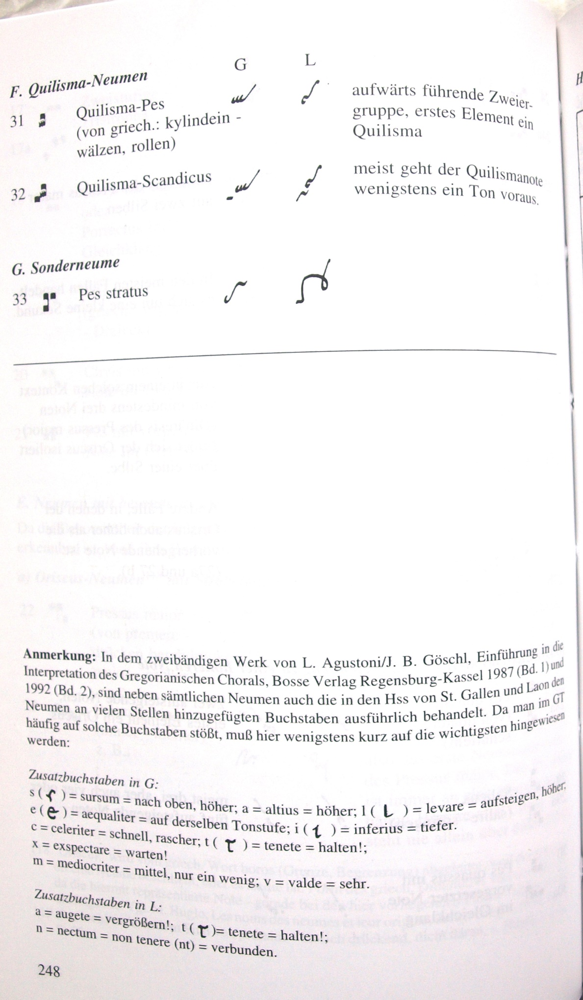 G L
F. Quilisma-Neumen
31 Quilisma-Pes
(von griech.: kylindein -
wälzen, rollen)
aufwärts führende Zweier-
gruppe, erstes Element ein
Quilisma
32 Quilisma-Scandicus
meist geht der Quilismanote
wenigstens ein Ton voraus.
G. Sonderneume
33 Pes stratus
Anmerkung: In dem zweibändigen Werk von L. Agustoni/J. B. Göschl, Einführung in die
Interpretation des Gregorianischen Chorals, Bosse Verlag Regensburg-Kassel 1987 (Bd. 1) und
1992 (Bd. 2), sind neben sämtlichen Neumen auch die in den Hss von St. Gallen und Laon den
Neumen an vielen Stellen hinzugefügten Buchstaben ausführlich behandelt. Da man im GT
häufig auf solche Buchstaben stößt, muß hier wenigstens kurz auf die wichtigsten hingewiesen
werden:
Zusatzbuchstaben in G:
s ( ) = sursum = nach oben, höher; a = altius = höher; l ( ) = levare = aufsteigen, höher;
e ( e ) = aequaliter = auf derselben Tonstufe; i ( ) = inferius = tiefer.
c = celeriter = schnell, rascher; t ( τ ) = tenete = halten!;
x = exspectare = warten!
m = mediocriter = mittel, nur ein wenig; v = valde = sehr.
Zusatzbuchstaben in L:
a = augete = vergrößern!; t ( τ )= tenete = halten!;
n = nectum = non tenere (nt) = verbunden.
248